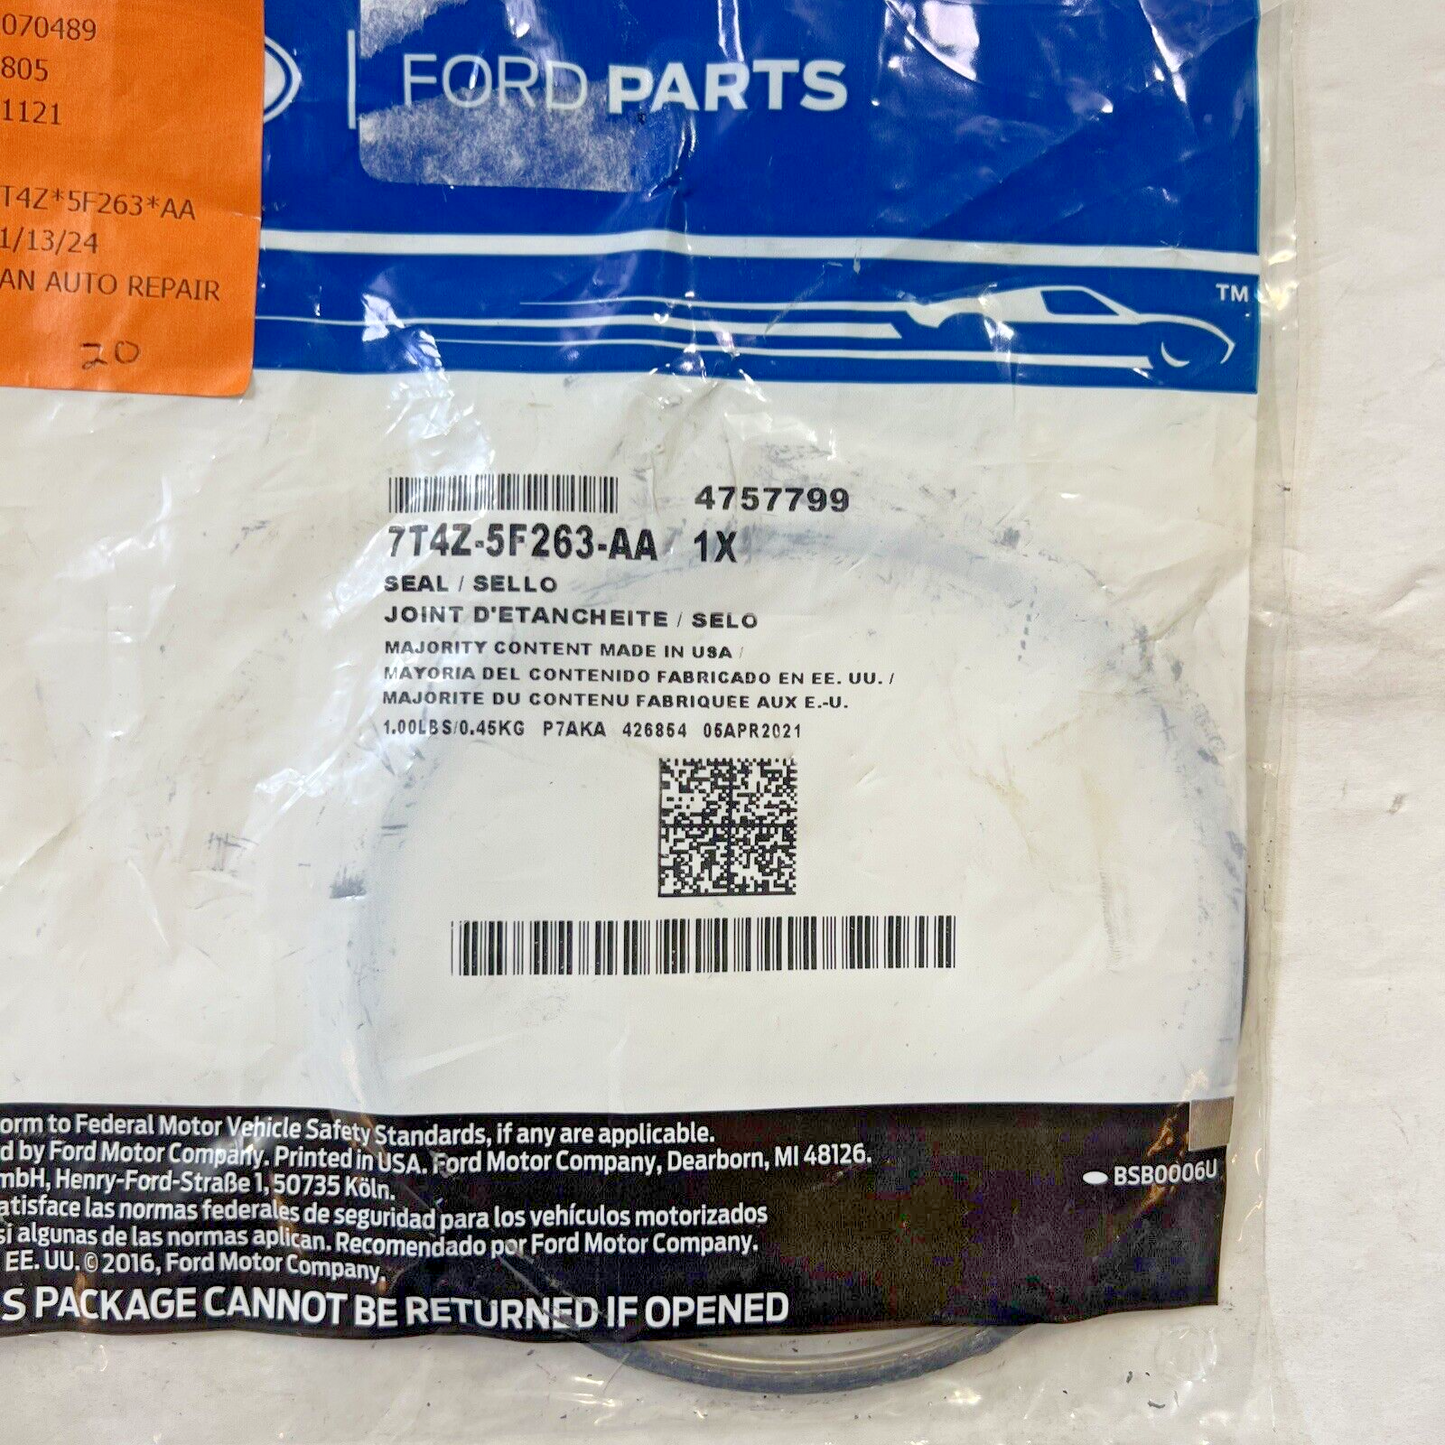 070489
805
1121
T4Z*5F263*AA
1/13/24
AN AUTO REPAIR
20
FORD PARTS
TM
4757799
7T4Z-5F263-AA 1X
SEAL / SELLO
JOINT D'ETANCHEITE / SELO
MAJORITY CONTENT MADE IN USA /
MAYORIA DEL CONTENIDO FABRICADO EN EE. UU. /
MAJORITE DU CONTENU FABRIQUEE AUX E.-U.
1.00LBS/0.45KG P7AKA 426854 05APR2021
orm to Federal Motor Vehicle Safety Standards, if any are applicable.
d by Ford Motor Company. Printed in USA. Ford Motor Company, Dearborn, MI 48126.
mbH, Henry-Ford-Straße 1, 50735 Köln.
atisface las normas federales de seguridad para los vehículos motorizados
si algunas de las normas aplican. Recomendado por Ford Motor Company.
EE. UU. © 2016, Ford Motor Company.
S PACKAGE CANNOT BE RETURNED IF OPENED
BSB0006U